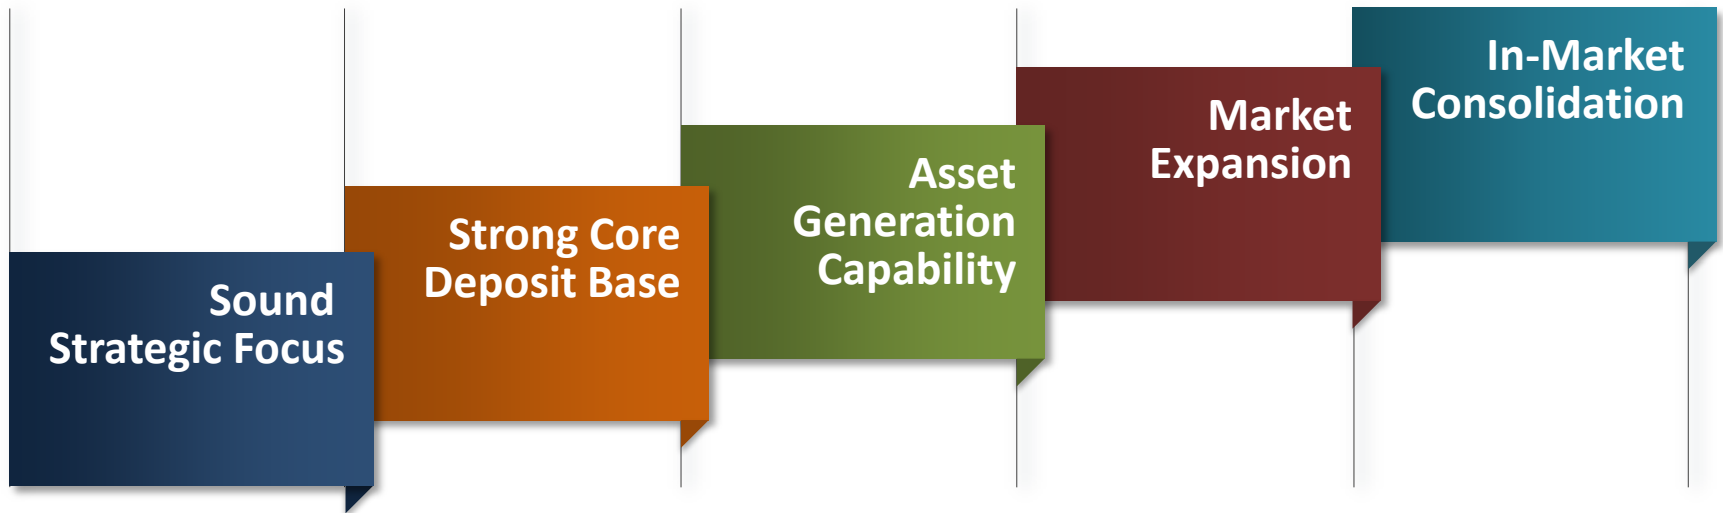 Sound
Strategic Focus
Strong Core
Deposit Base
Asset
Generation
Capability
Market
Expansion
In-Market
Consolidation